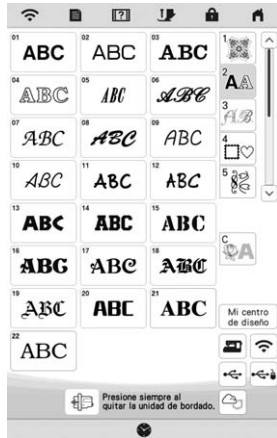 01 ABC 02 ABC 03 ABC 1
04 ABC 05 ABC 06 ABC 2 AA
07 ABC 08 ABC 09 ABC 3 AB
10 ABC 11 ABC 12 ABC 4
13 ABC 14 ABC 15 ABC 5
16 ABC 17 ABC 18 ABC C A
19 ABC 20 ABC 21 ABC
Mi centro
de diseño
22 ABC
Presione siempre al
quitar la unidad de bordado.